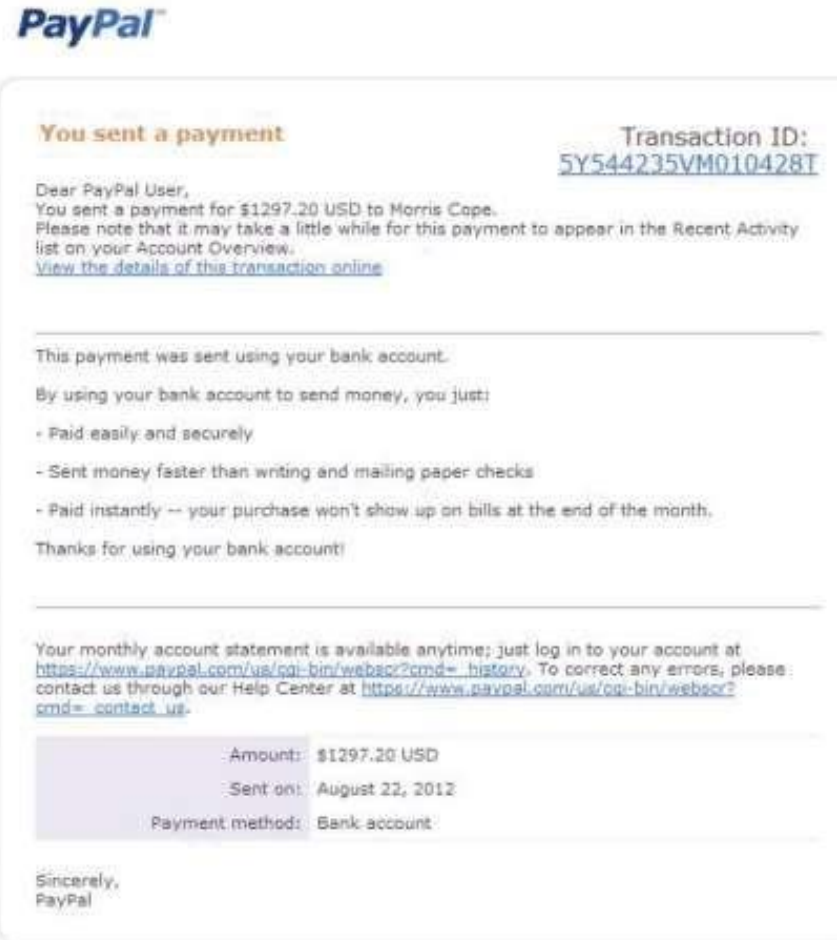 PayPal™
You sent a payment
Transaction ID:
5Y544235VM010428T
Dear PayPal User,
You sent a payment for $1297.20 USD to Morris Cope.
Please note that it may take a little while for this payment to appear in the Recent Activity
list on your Account Overview.
View the details of this transaction online
This payment was sent using your bank account.
By using your bank account to send money, you just:
- Paid easily and securely
- Sent money faster than writing and mailing paper checks
- Paid instantly -- your purchase won't show up on bills at the end of the month.
Thanks for using your bank account!
Your monthly account statement is available anytime; just log in to your account at
https://www.paypal.com/us/cgi-bin/webscr?cmd=_history. To correct any errors, please
contact us through our Help Center at https://www.paypal.com/us/cgi-bin/webscr?
cmd=_contact_us.
Amount: $1297.20 USD
Sent on: August 22, 2012
Payment method: Bank account
Sincerely,
PayPal